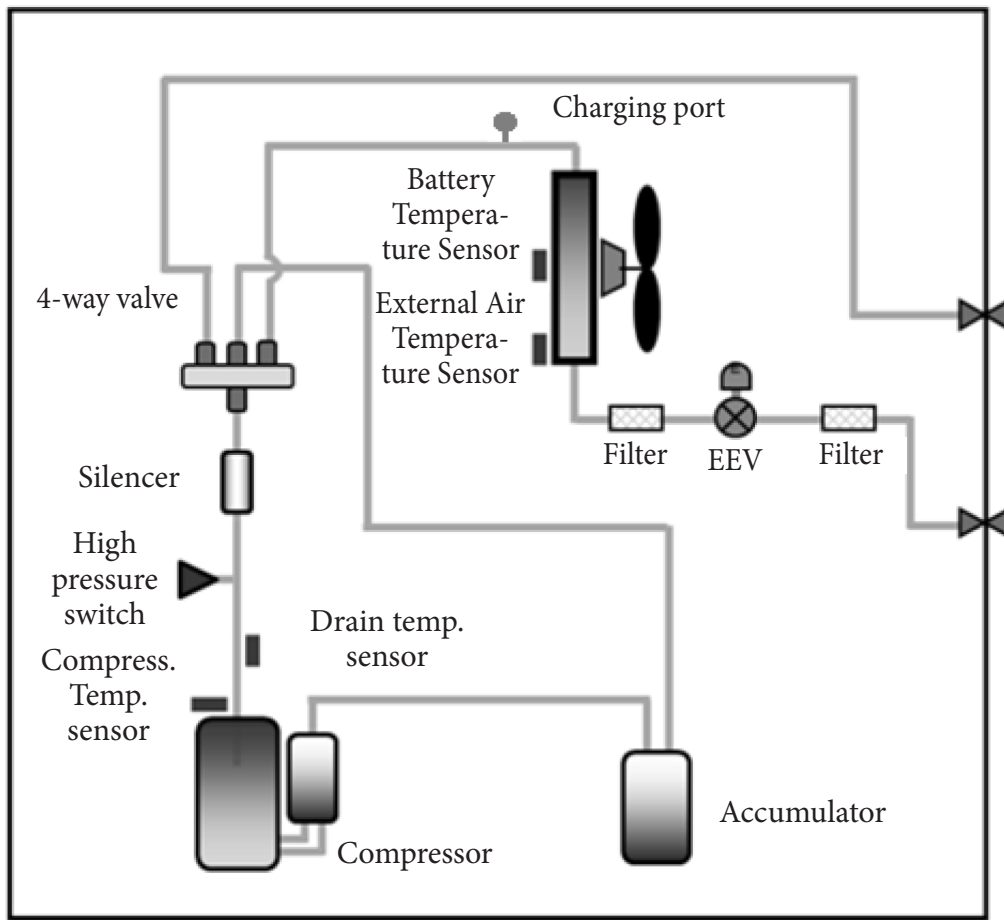 Charging port
Battery
Tempera-
ture Sensor
4-way valve
External Air
Tempera-
ture Sensor
Filter
EEV
Filter
Silencer
High
pressure
switch
Drain temp.
sensor
Compress.
Temp.
sensor
Accumulator
Compressor